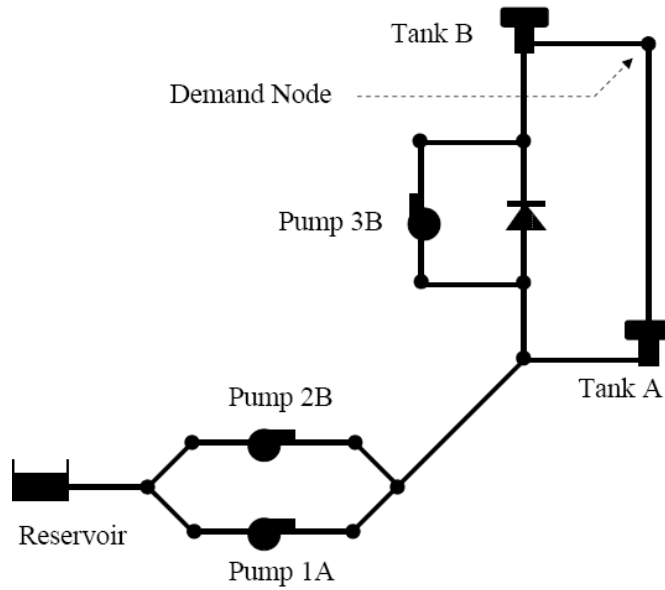 Tank B
Demand Node
Pump 3B
Tank A
Pump 2B
Reservoir
Pump 1A